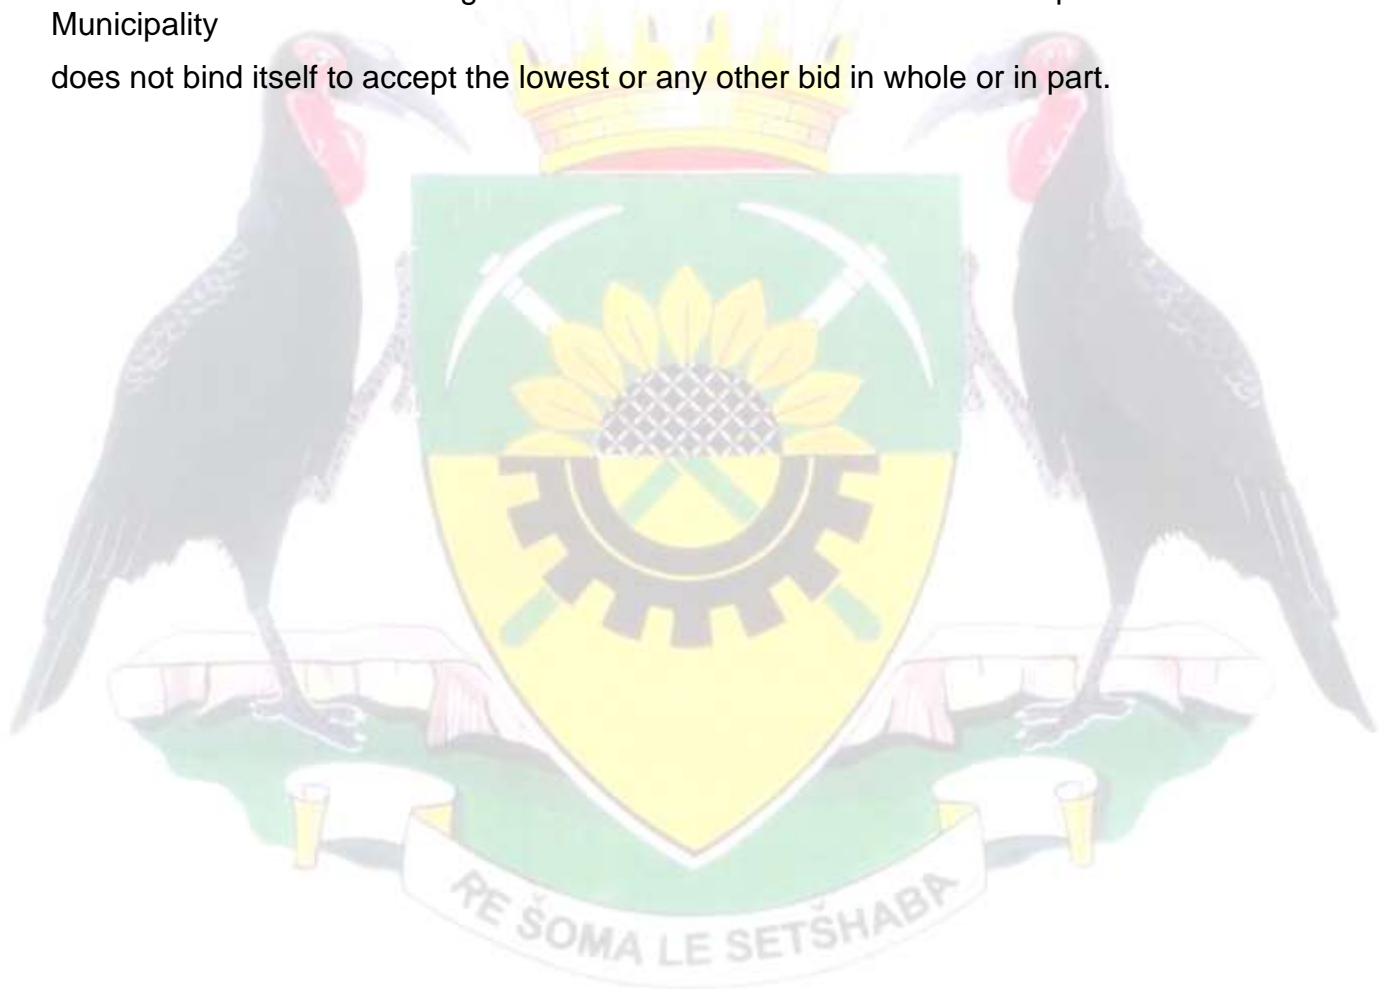 Municipality
does not bind itself to accept the lowest or any other bid in whole or in part.
RE ŠOMA LE SETŠHABA